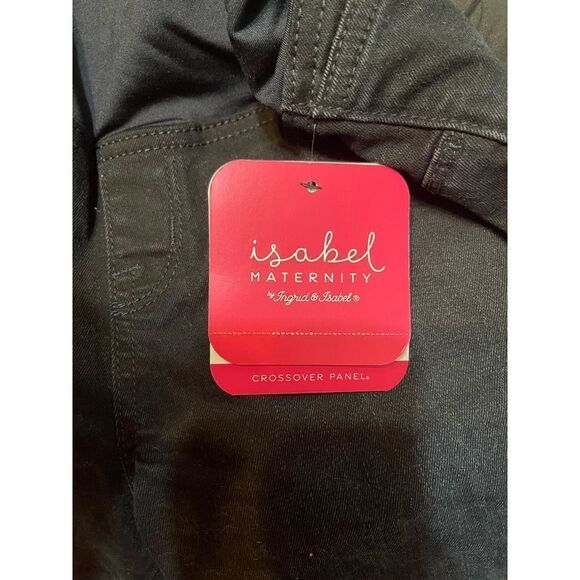 isabel
MATERNITY
by Ingrid & Isabel®
CROSSOVER PANEL®